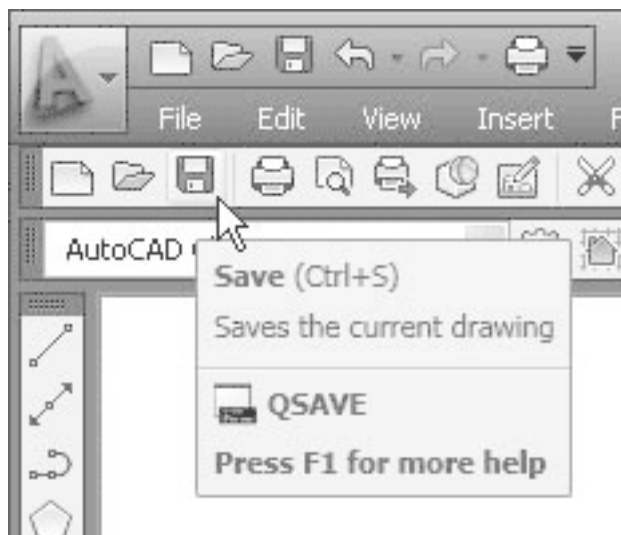 File Edit View Insert F
AutoCAD
Save (Ctrl+S)
Saves the current drawing
QSAVE
Press F1 for more help